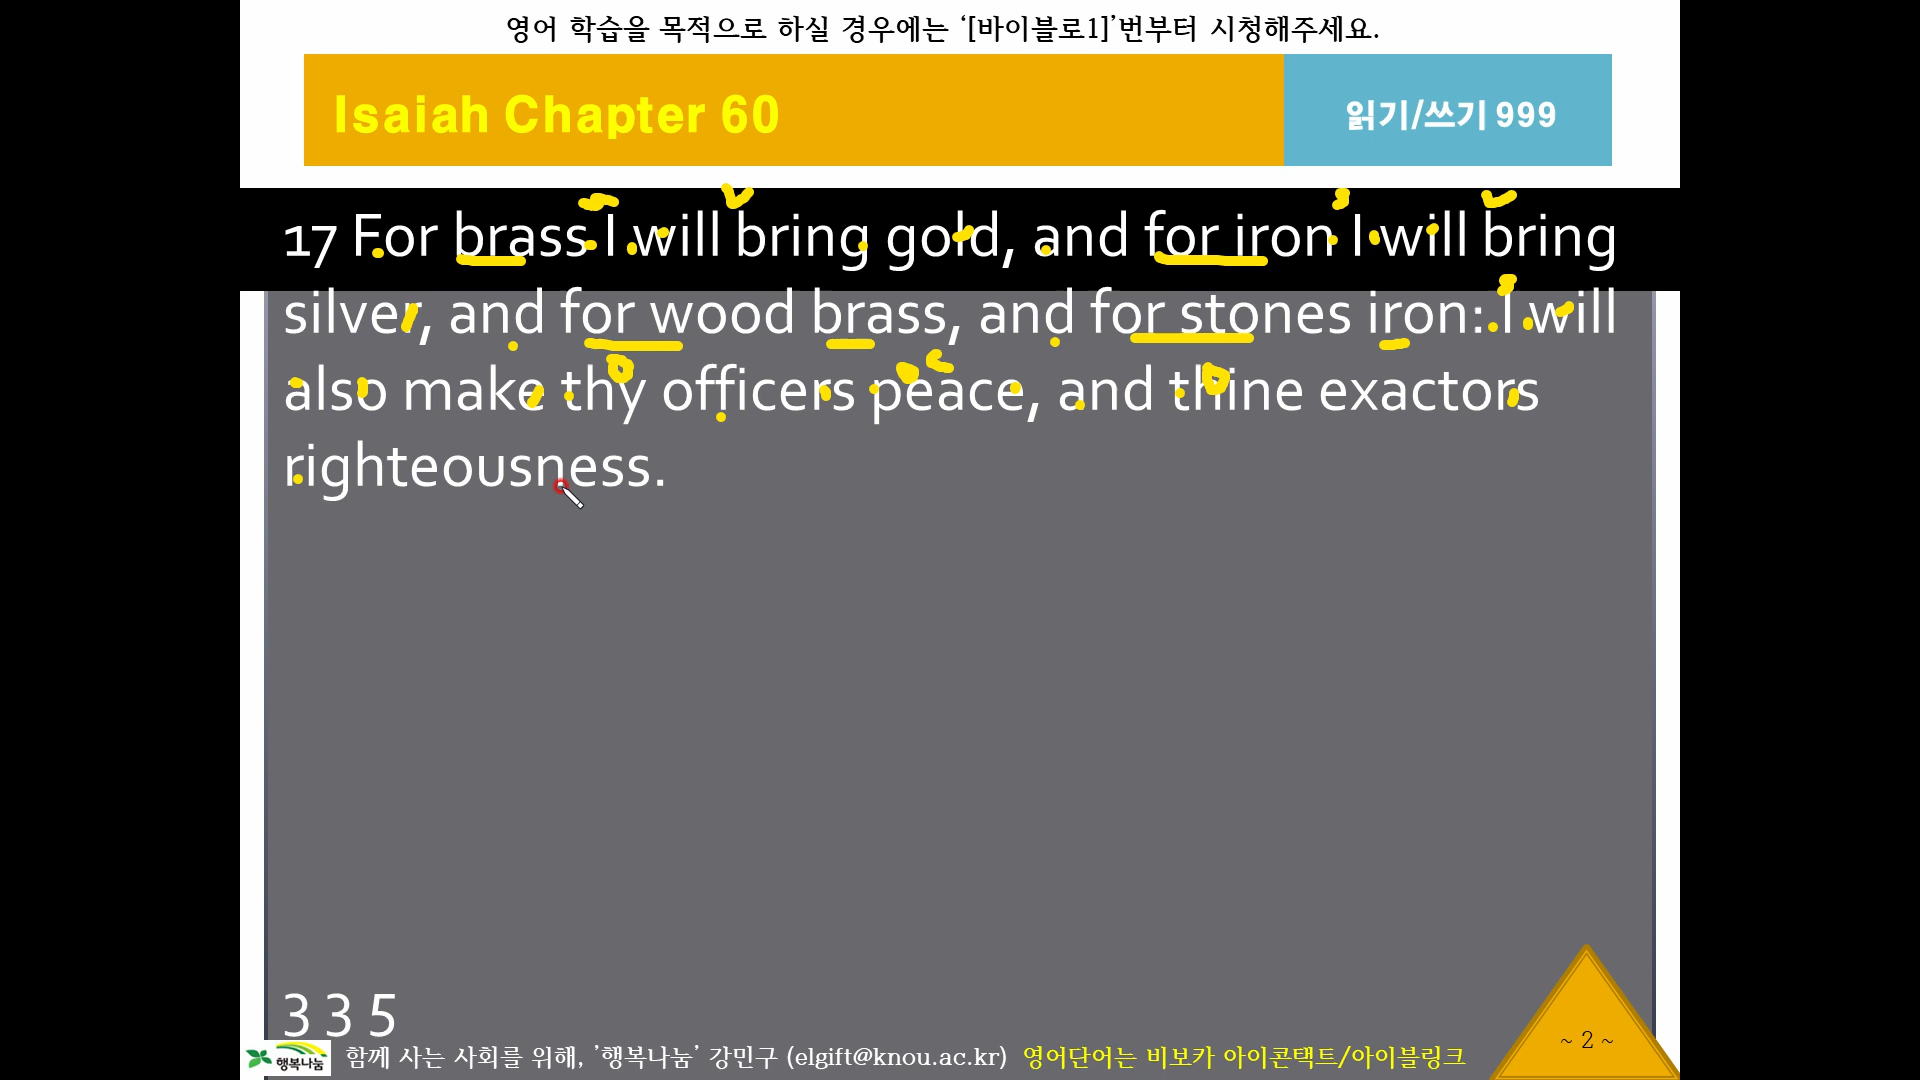 영어 학습을 목적으로 하실 경우에는 ‘[바이블로1]’번부터 시청해주세요.
Isaiah Chapter 60
읽기/쓰기 999
17 For brass I will bring gold, and for iron I will bring
silver, and for wood brass, and for stones iron: I will
also make thy officers peace, and thine exactors
righteousness.
3 3 5
~ 2 ~
행복나눔
함께 사는 사회를 위해, ’행복나눔’ 강민구 (elgift@knou.ac.kr) 영어단어는 비보카 아이콘택트/아이블링크